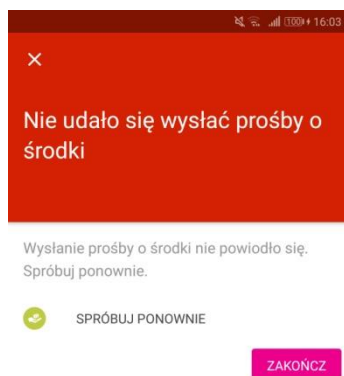 100 16:03
Nie udało się wysłać prośby o
środki
Wysłanie prośby o środki nie powiodło się.
Spróbuj ponownie.
SPRÓBUJ PONOWNIE
ZAKOŃCZ